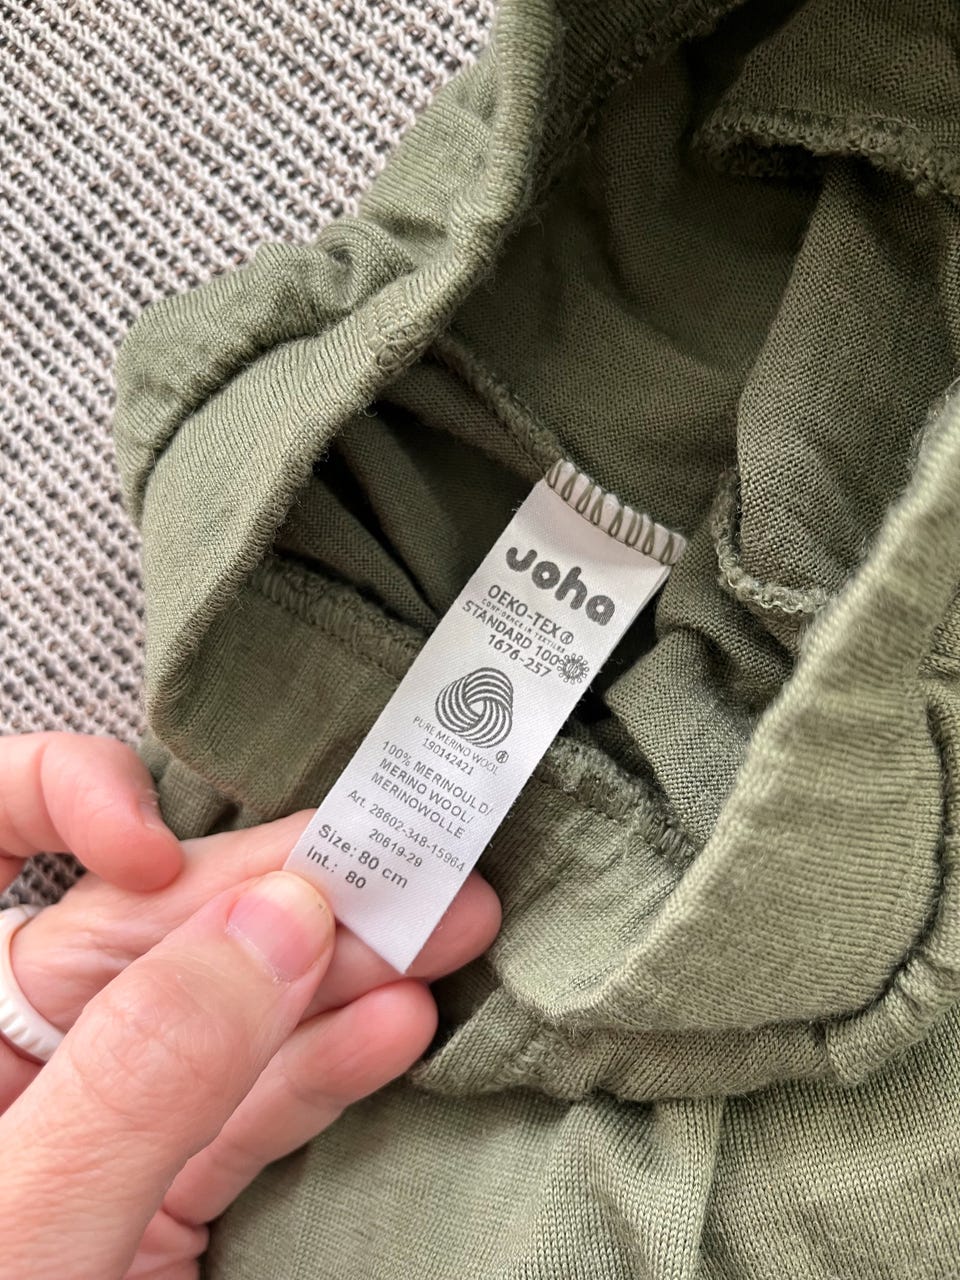 Joha
OEKO-TEX®
CONFIDENCE IN TEXTILES
STANDARD 100
1676-257
PURE MERINO WOOL
®
190142421
100% MERINOULD/
MERINO WOOL/
MERINOWOLLE
Art. 28602-348-15964
20619-29
Size: 80 cm
Int.: 80